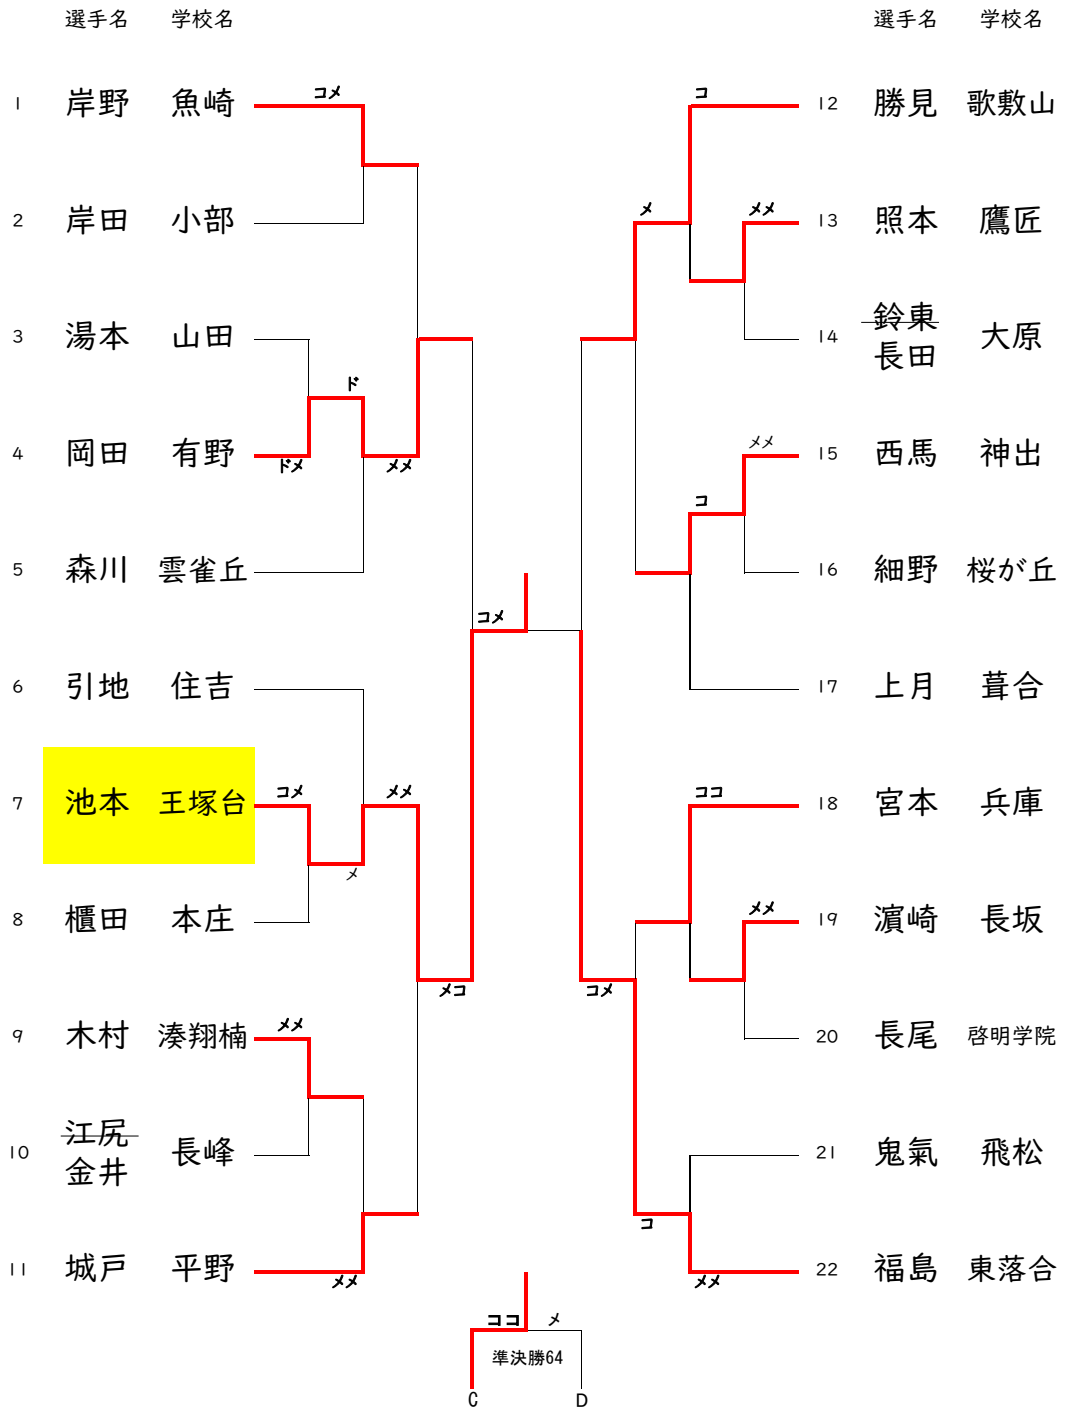 選手名 学校名 選手名 学校名
1 岸野 魚崎 コメ コ 12 勝見 歌敷山
2 岸田 小部 メ メメ 13 照本 鷹匠
3 湯本 山田 14 鈴東 長田 大原
ド
4 岡田 有野 ドメ メメ メメ 15 西馬 神出
コ
5 森川 雲雀丘 16 細野 桜が丘
コメ
6 引地 住吉 17 上月 葺合
7 池本 王塚台 コメ メメ ココ 18 宮本 兵庫
メ
8 櫃田 本庄 メメ 19 濵崎 長坂
メコ コメ
9 木村 湊翔楠 メメ 20 長尾 啓明学院
10 江尻 金井 長峰 21 鬼氣 飛松
コ
11 城戸 平野 メメ メメ 22 福島 東落合
ココ メ
準決勝64
C D